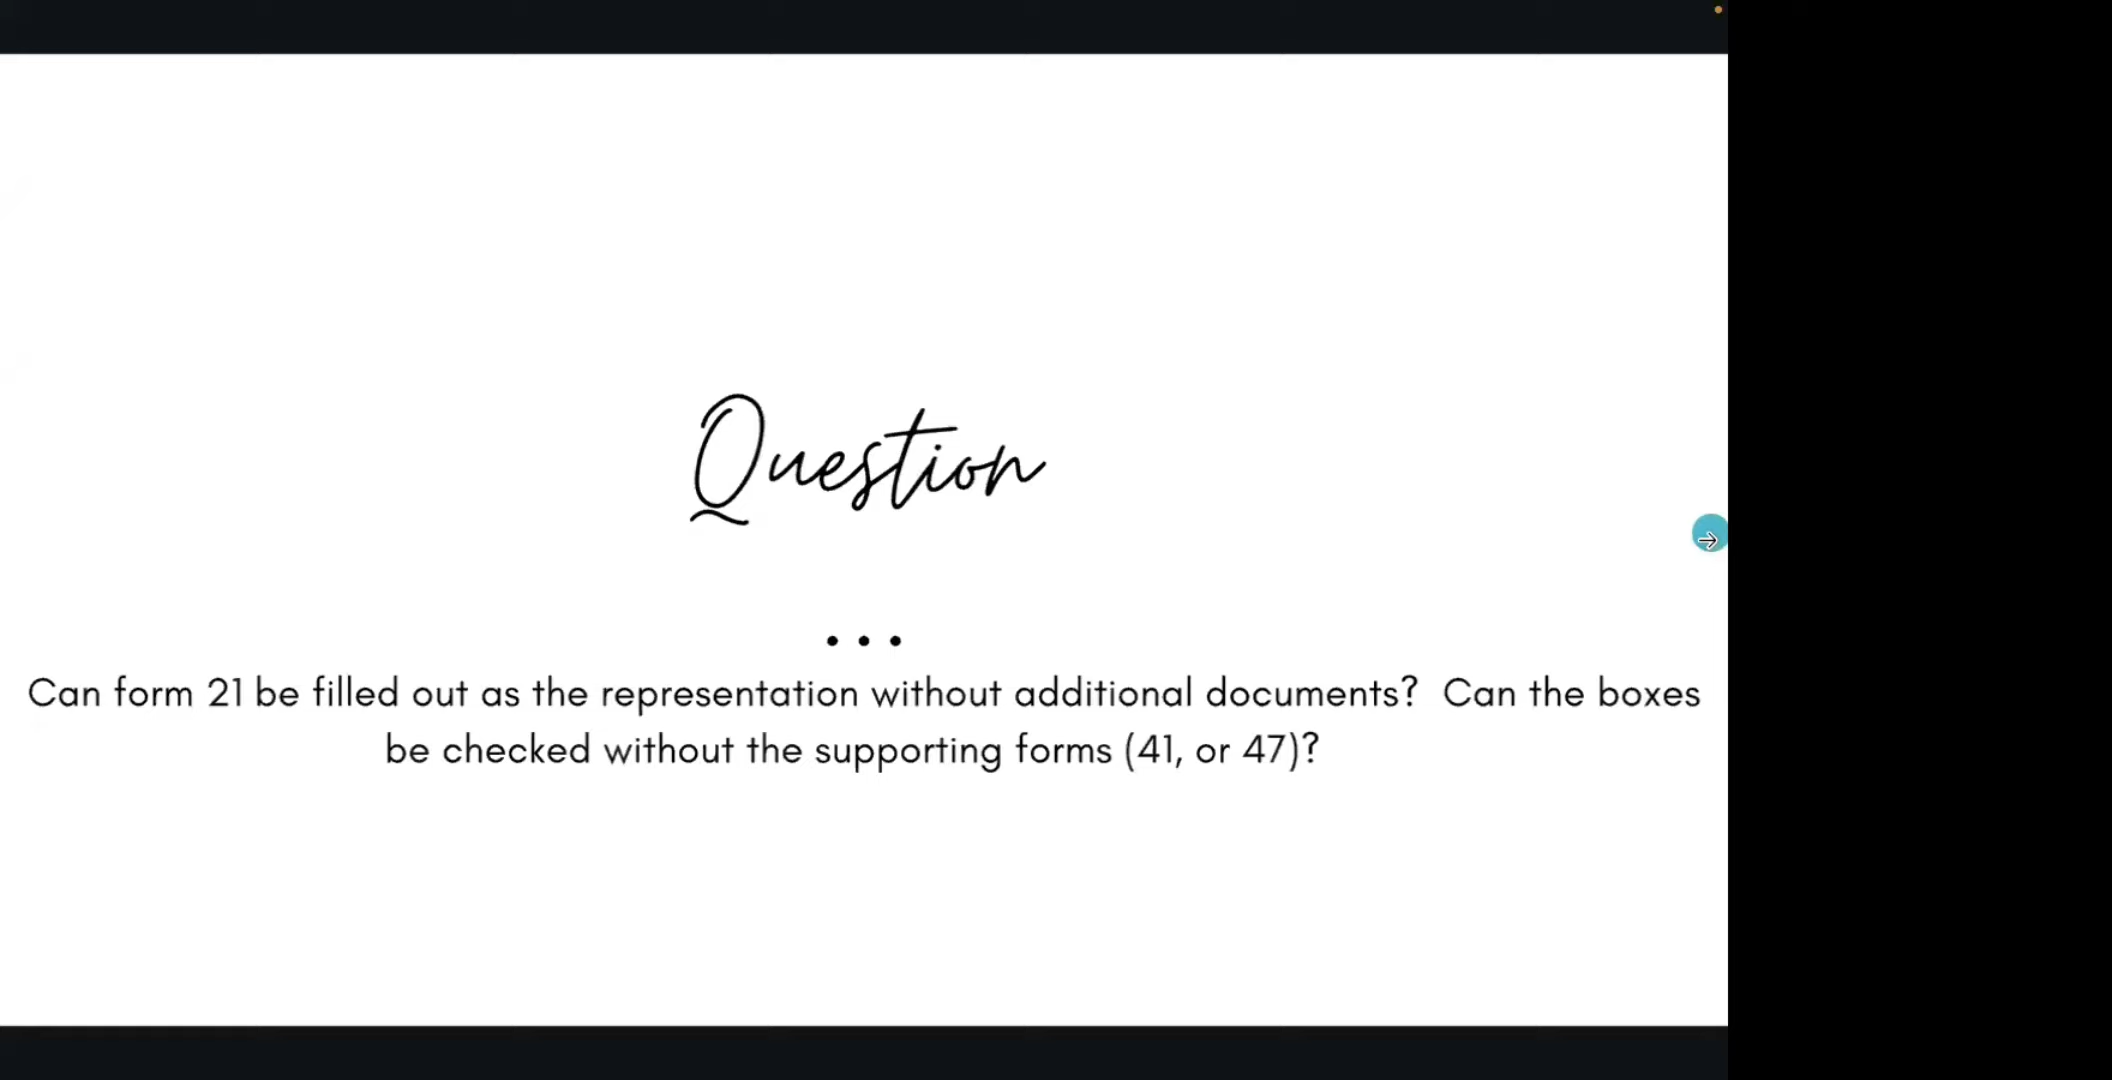 Question
...
Can form 21 be filled out as the representation without additional documents?  Can the boxes
be checked without the supporting forms (41, or 47)?